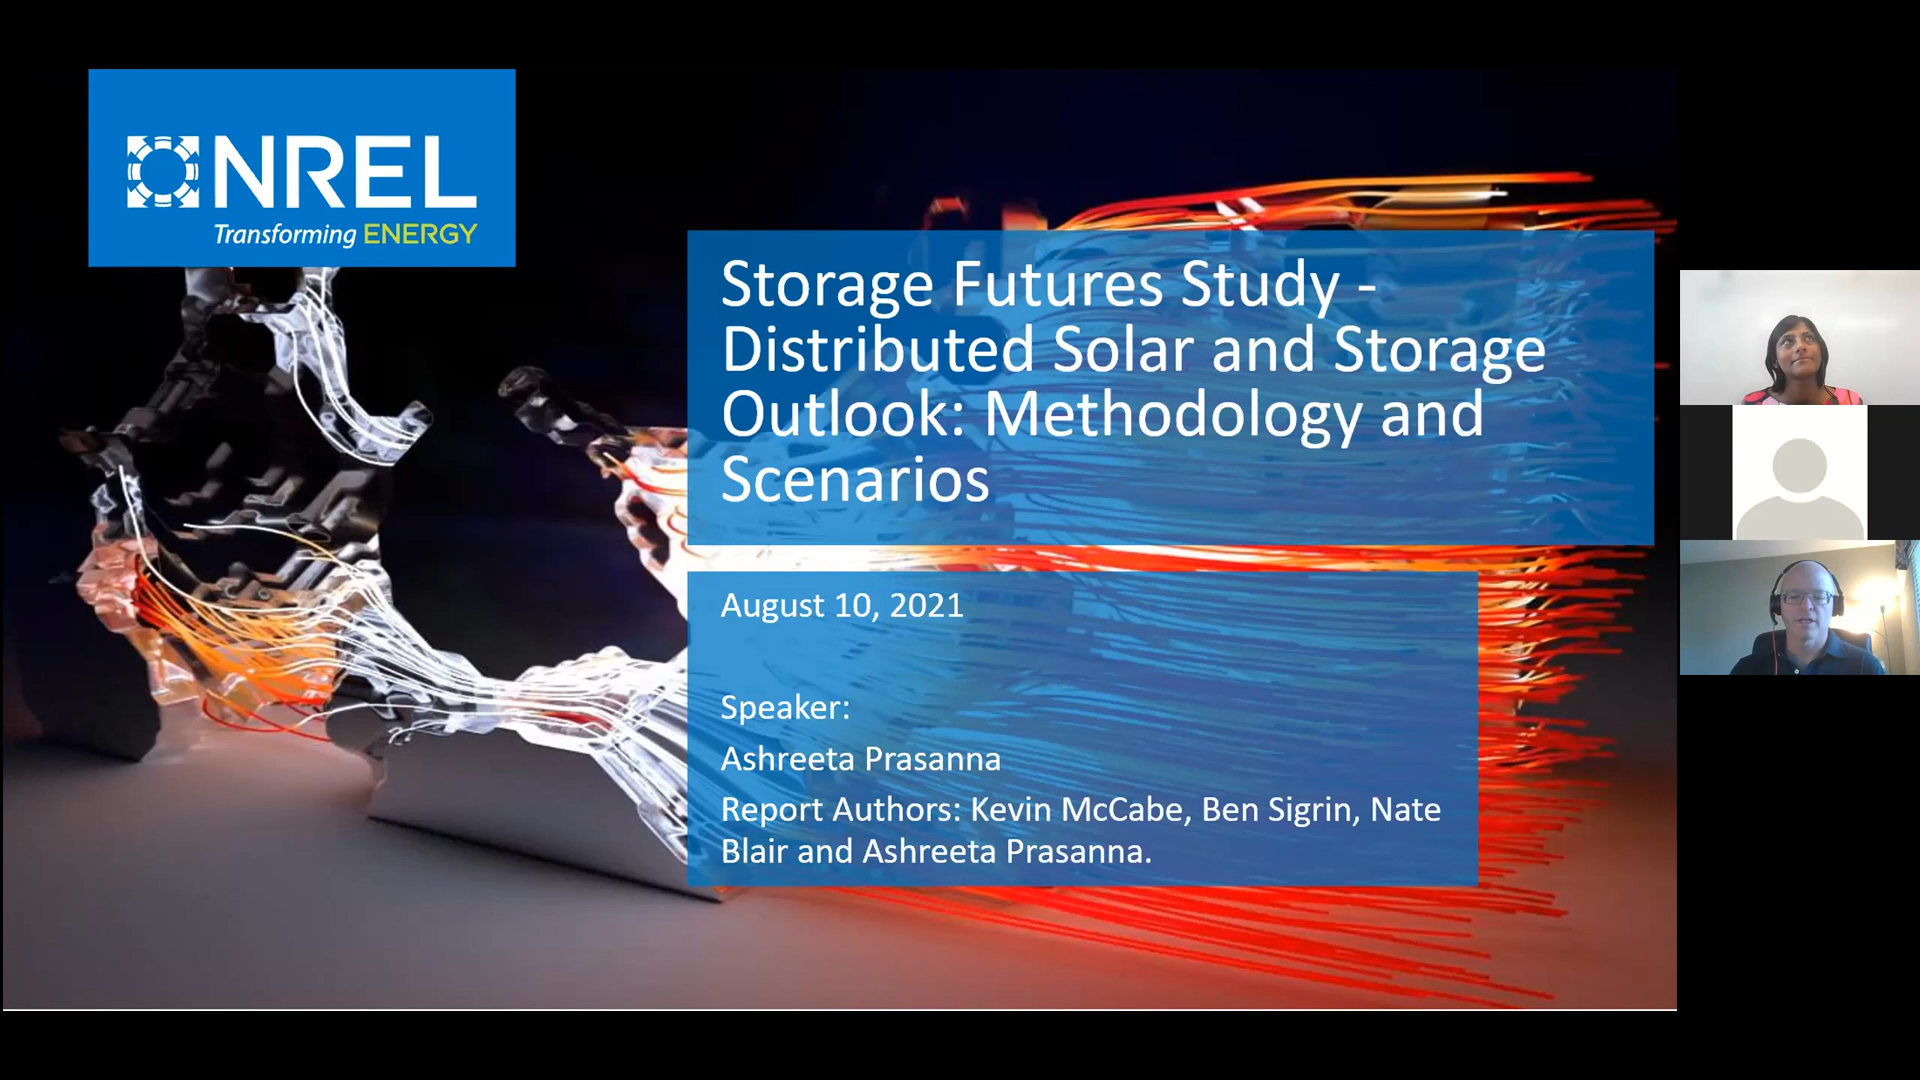 NREL
Transforming ENERGY
Storage Futures Study -
Distributed Solar and Storage
Outlook: Methodology and
Scenarios
August 10, 2021
Speaker:
Ashreeta Prasanna
Report Authors: Kevin McCabe, Ben Sigrin, Nate
Blair and Ashreeta Prasanna.